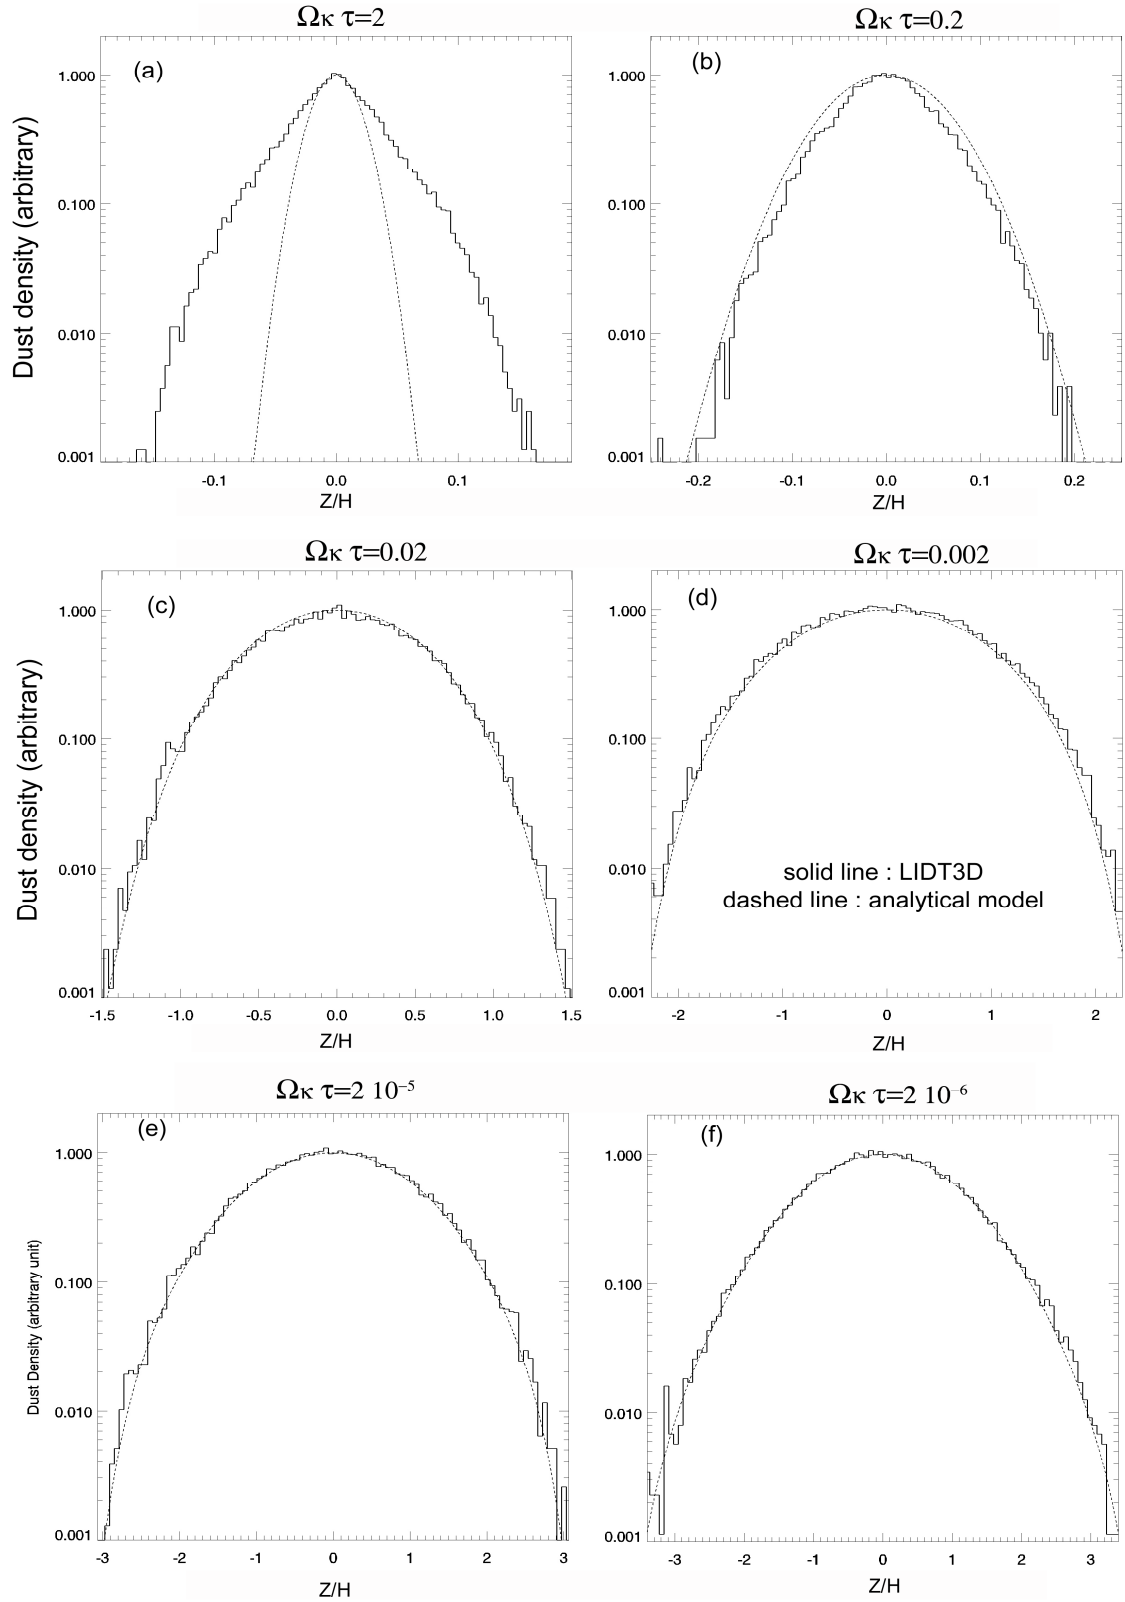 Ωκ τ=2
Ωκ τ=0.2
(a)
(b)
Dust density (arbitrary)
1.000
0.100
0.010
0.001
-0.1 0.0 0.1
Z/H
1.000
0.100
0.010
0.001
-0.2 -0.1 0.0 0.1 0.2
Z/H
Ωκ τ=0.02
Ωκ τ=0.002
(c)
(d)
Dust density (arbitrary)
1.000
0.100
0.010
0.001
-1.5 -1.0 -0.5 0.0 0.5 1.0 1.5
Z/H
1.000
0.100
0.010
0.001
solid line : LIDT3D
dashed line : analytical model
-2 -1 0 1 2
Z/H
Ωκ τ=2 10⁻⁵
Ωκ τ=2 10⁻⁶
(e)
(f)
Dust Density (arbitrary unit)
1.000
0.100
0.010
0.001
-3 -2 -1 0 1 2 3
Z/H
1.000
0.100
0.010
0.001
-3 -2 -1 0 1 2 3
Z/H